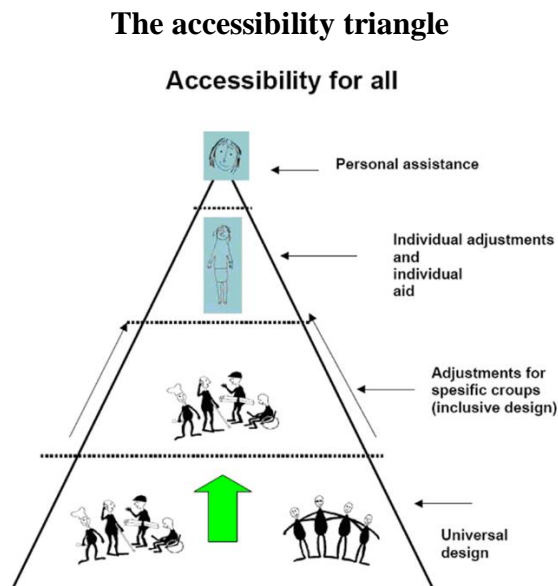 The accessibility triangle
Accessibility for all
Personal assistance
Individual adjustments
and
individual
aid
Adjustments for
spesific croups
(inclusive design)
Universal
design